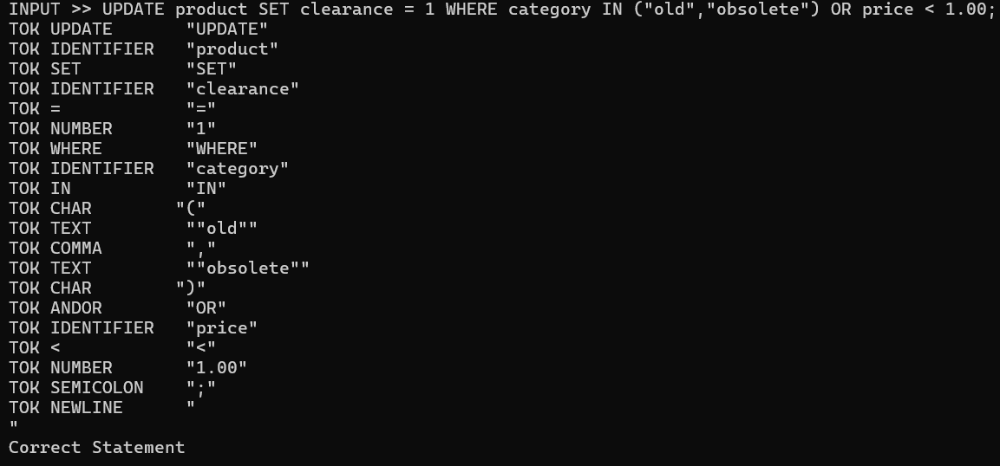 INPUT >> UPDATE product SET clearance = 1 WHERE category IN ("old","obsolete") OR price < 1.00;
TOK UPDATE       "UPDATE"
TOK IDENTIFIER   "product"
TOK SET          "SET"
TOK IDENTIFIER   "clearance"
TOK =            "="
TOK NUMBER       "1"
TOK WHERE        "WHERE"
TOK IDENTIFIER   "category"
TOK IN           "IN"
TOK CHAR        "("
TOK TEXT         ""old""
TOK COMMA        ","
TOK TEXT         ""obsolete""
TOK CHAR        ")"
TOK ANDOR        "OR"
TOK IDENTIFIER   "price"
TOK <            "<"
TOK NUMBER       "1.00"
TOK SEMICOLON    ";"
TOK NEWLINE      "
"
Correct Statement